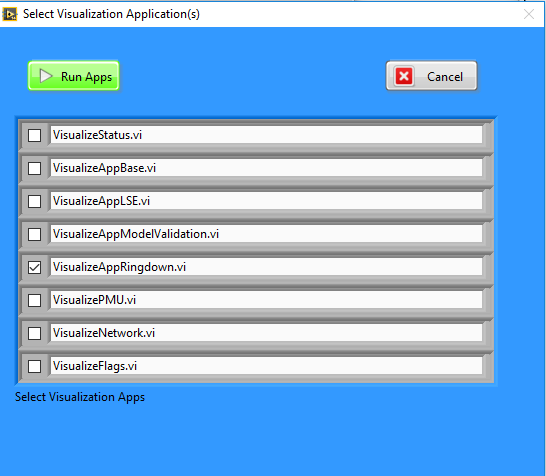 Select Visualization Application(s)
Run Apps
Cancel
VisualizeStatus.vi
VisualizeAppBase.vi
VisualizeAppLSE.vi
VisualizeAppModelValidation.vi
VisualizeAppRingdown.vi
VisualizePMU.vi
VisualizeNetwork.vi
VisualizeFlags.vi
Select Visualization Apps